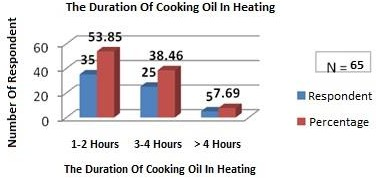 The Duration Of Cooking Oil In Heating
Number Of Respondent
60
40
20
0
35
53.85
25
38.46
5
7.69
1-2 Hours
3-4 Hours
> 4 Hours
The Duration Of Cooking Oil In Heating
N = 65
Respondent
Percentage